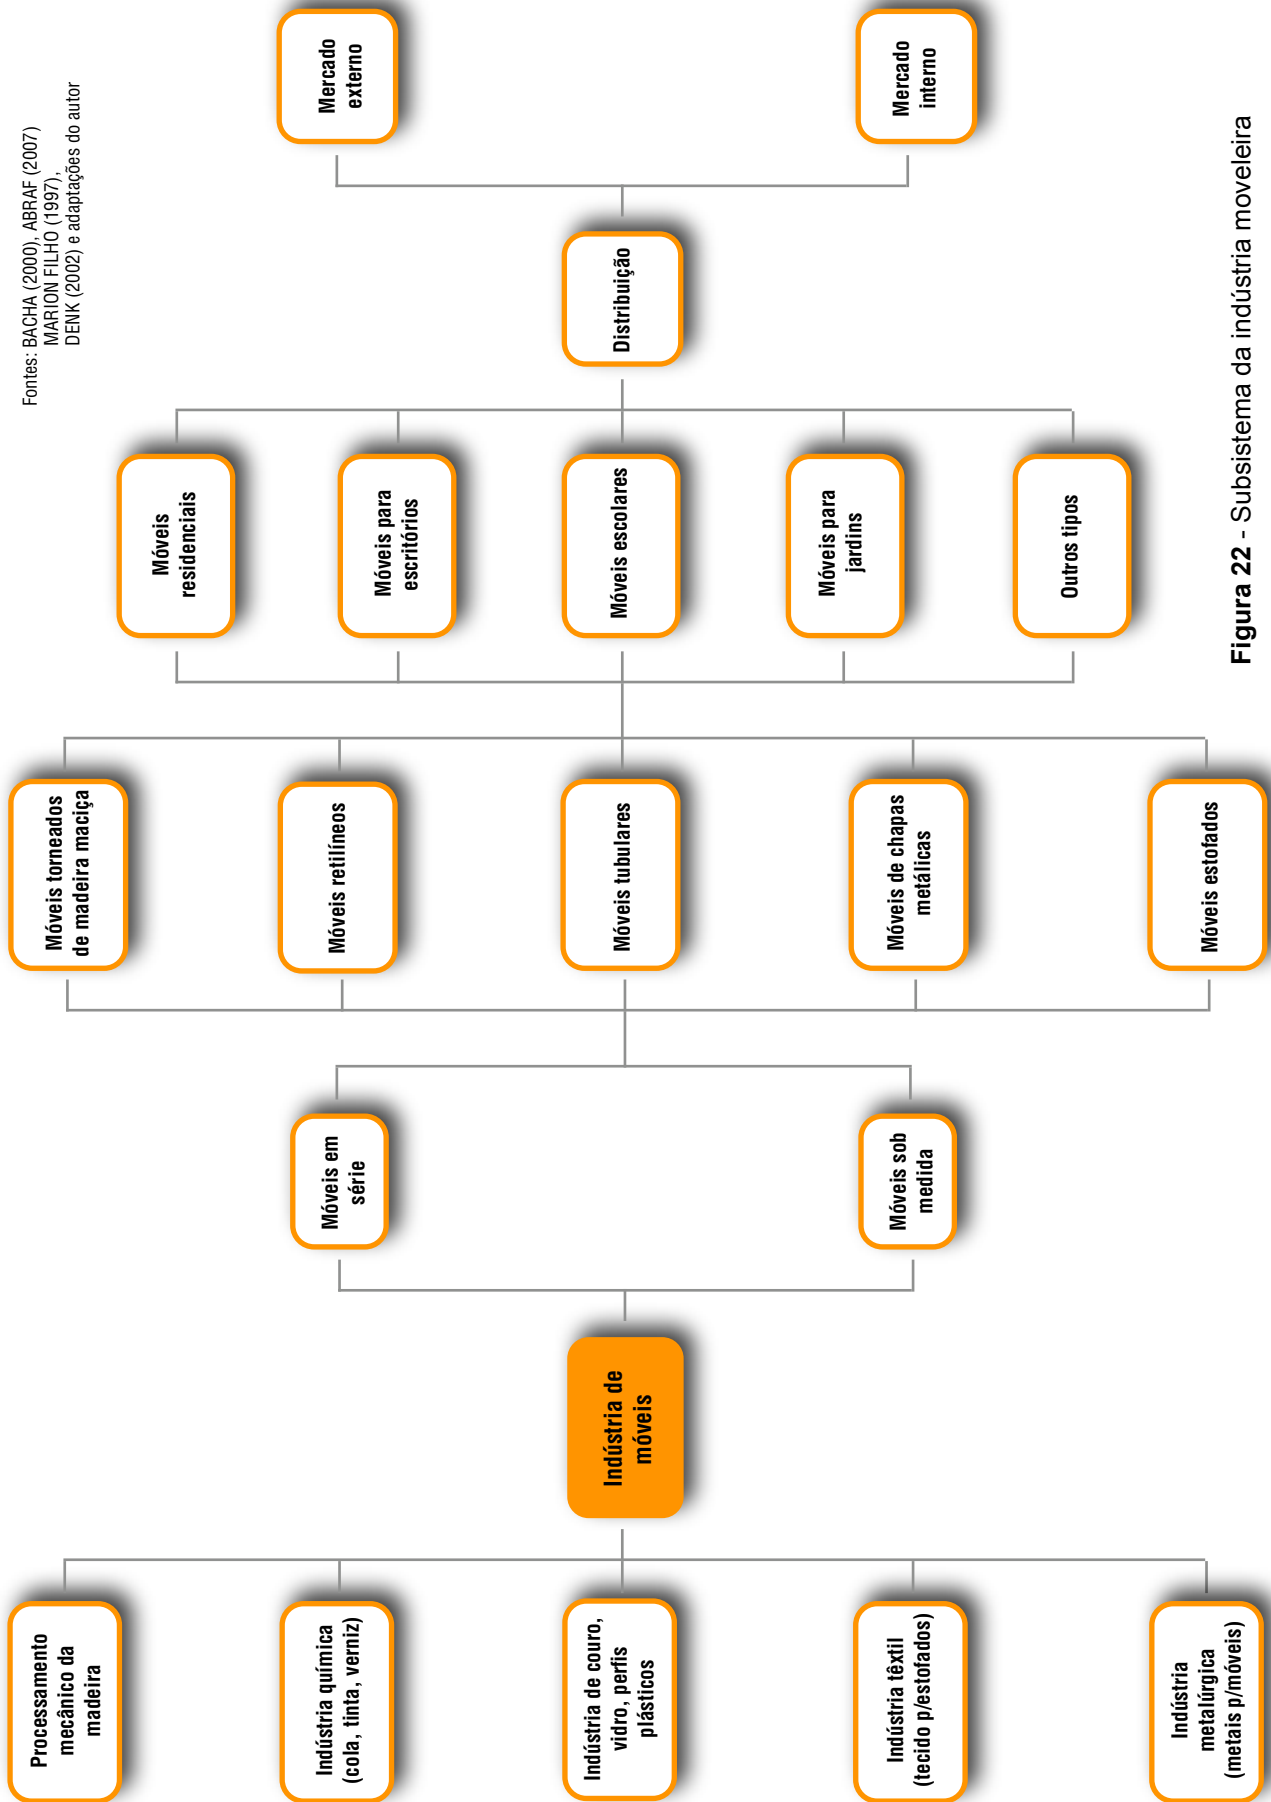 Processamento
mecânico da
madeira
Indústria química
(cola, tinta, verniz)
Indústria de couro,
vidro, perfis
plásticos
Indústria têxtil
(tecido p/estofados)
Indústria
metalúrgica
(metais p/móveis)
Indústria de
móveis
Móveis em
série
Móveis sob
medida
Móveis torneados
de madeira maciça
Móveis retilíneos
Móveis tubulares
Móveis de chapas
metálicas
Móveis estofados
Móveis
residenciais
Móveis para
escritórios
Móveis escolares
Móveis para
jardins
Outros tipos
Distribuição
Mercado
externo
Mercado
interno
Fontes: BACHA (2000), ABRAF (2007)
MARION FILHO (1997),
DENK (2002) e adaptações do autor
Figura 22 - Subsistema da indústria moveleira